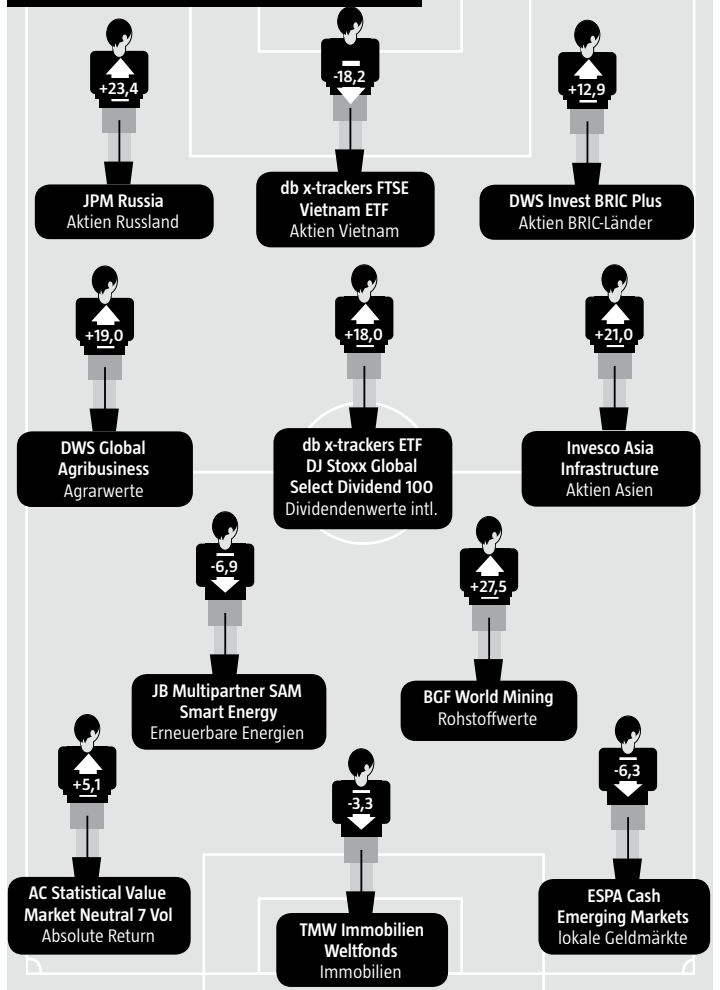 +23,4
JPM Russia
Aktien Russland
-18,2
db x-trackers FTSE
Vietnam ETF
Aktien Vietnam
+12,9
DWS Invest BRIC Plus
Aktien BRIC-Länder
+19,0
DWS Global
Agribusiness
Agrarwerte
+18,0
db x-trackers ETF
DJ Stoxx Global
Select Dividend 100
Dividendenwerte intl.
+21,0
Invesco Asia
Infrastructure
Aktien Asien
-6,9
JB Multipartner SAM
Smart Energy
Erneuerbare Energien
+27,5
BGF World Mining
Rohstoffwerte
+5,1
AC Statistical Value
Market Neutral 7 Vol
Absolute Return
-3,3
TMW Immobilien
Weltfonds
Immobilien
-6,3
ESPA Cash
Emerging Markets
lokale Geldmärkte